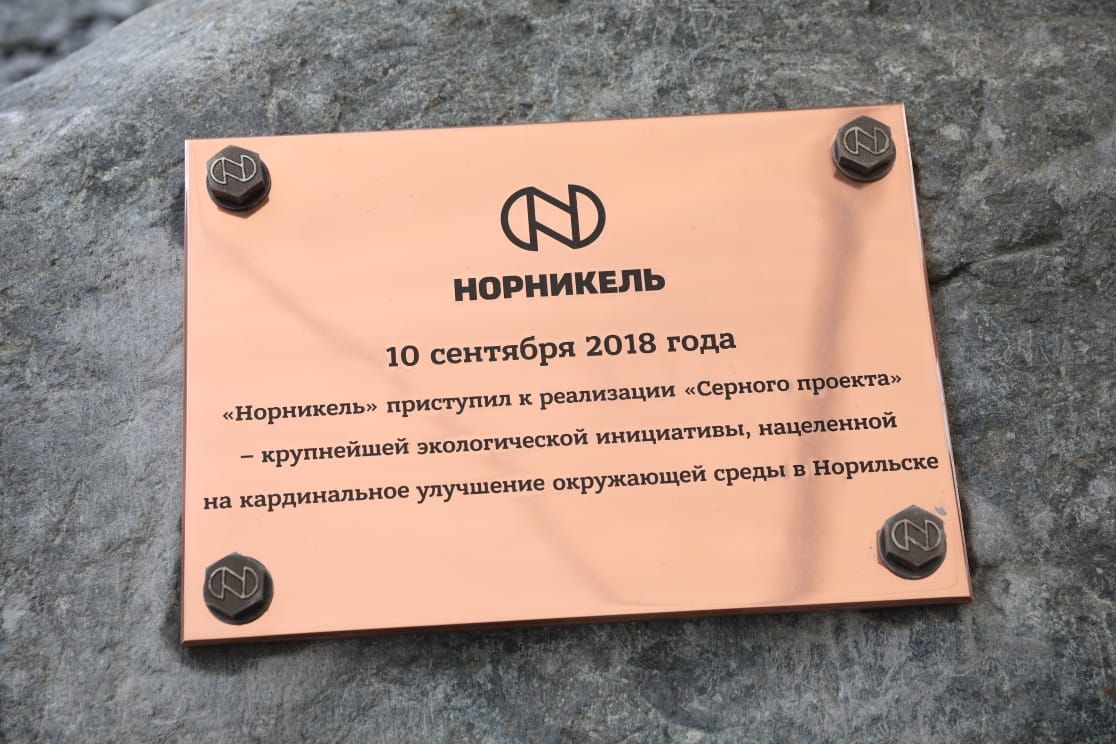 НОРНИКЕЛЬ
10 сентября 2018 года
«Норникель» приступил к реализации «Серного проекта»
– крупнейшей экологической инициативы, нацеленной
на кардинальное улучшение окружающей среды в Норильске